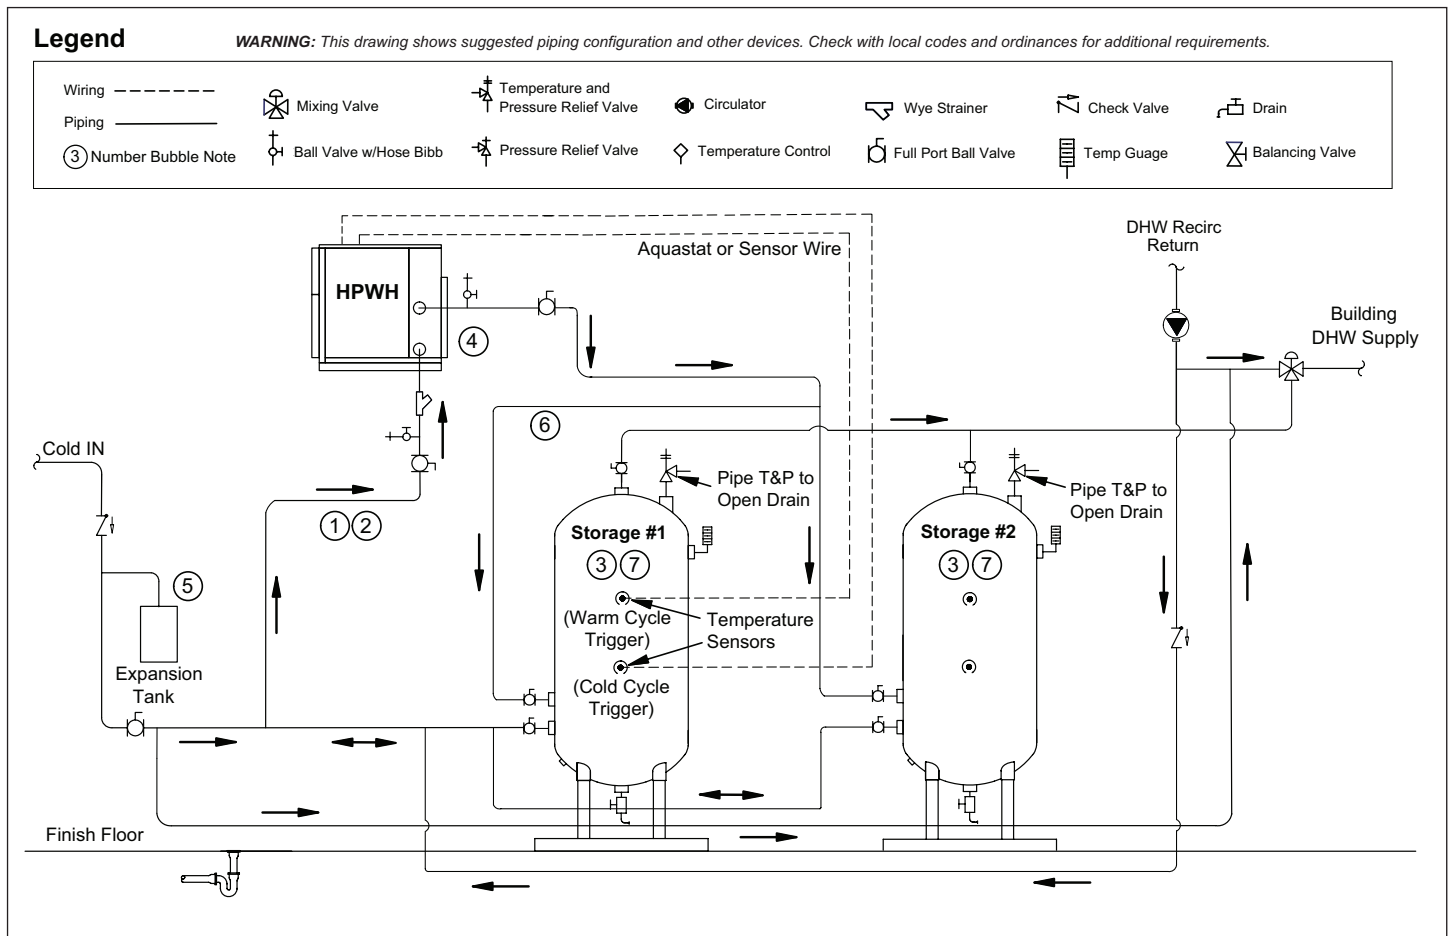 Legend
WARNING: This drawing shows suggested piping configuration and other devices. Check with local codes and ordinances for additional requirements.
Wiring
Piping
3 Number Bubble Note
Mixing Valve
Ball Valve w/Hose Bibb
Temperature and
Pressure Relief Valve
Pressure Relief Valve
Circulator
Temperature Control
Wye Strainer
Full Port Ball Valve
Check Valve
Temp Guage
Drain
Balancing Valve
DHW Recirc
Return
Aquastat or Sensor Wire
HPWH
4
Building
DHW Supply
6
Cold IN
Pipe T&P to
Open Drain
Pipe T&P to
Open Drain
1 2
Storage #1
3 7
Storage #2
3 7
5
(Warm Cycle
Trigger)
Temperature
Sensors
Expansion
Tank
(Cold Cycle
Trigger)
Finish Floor